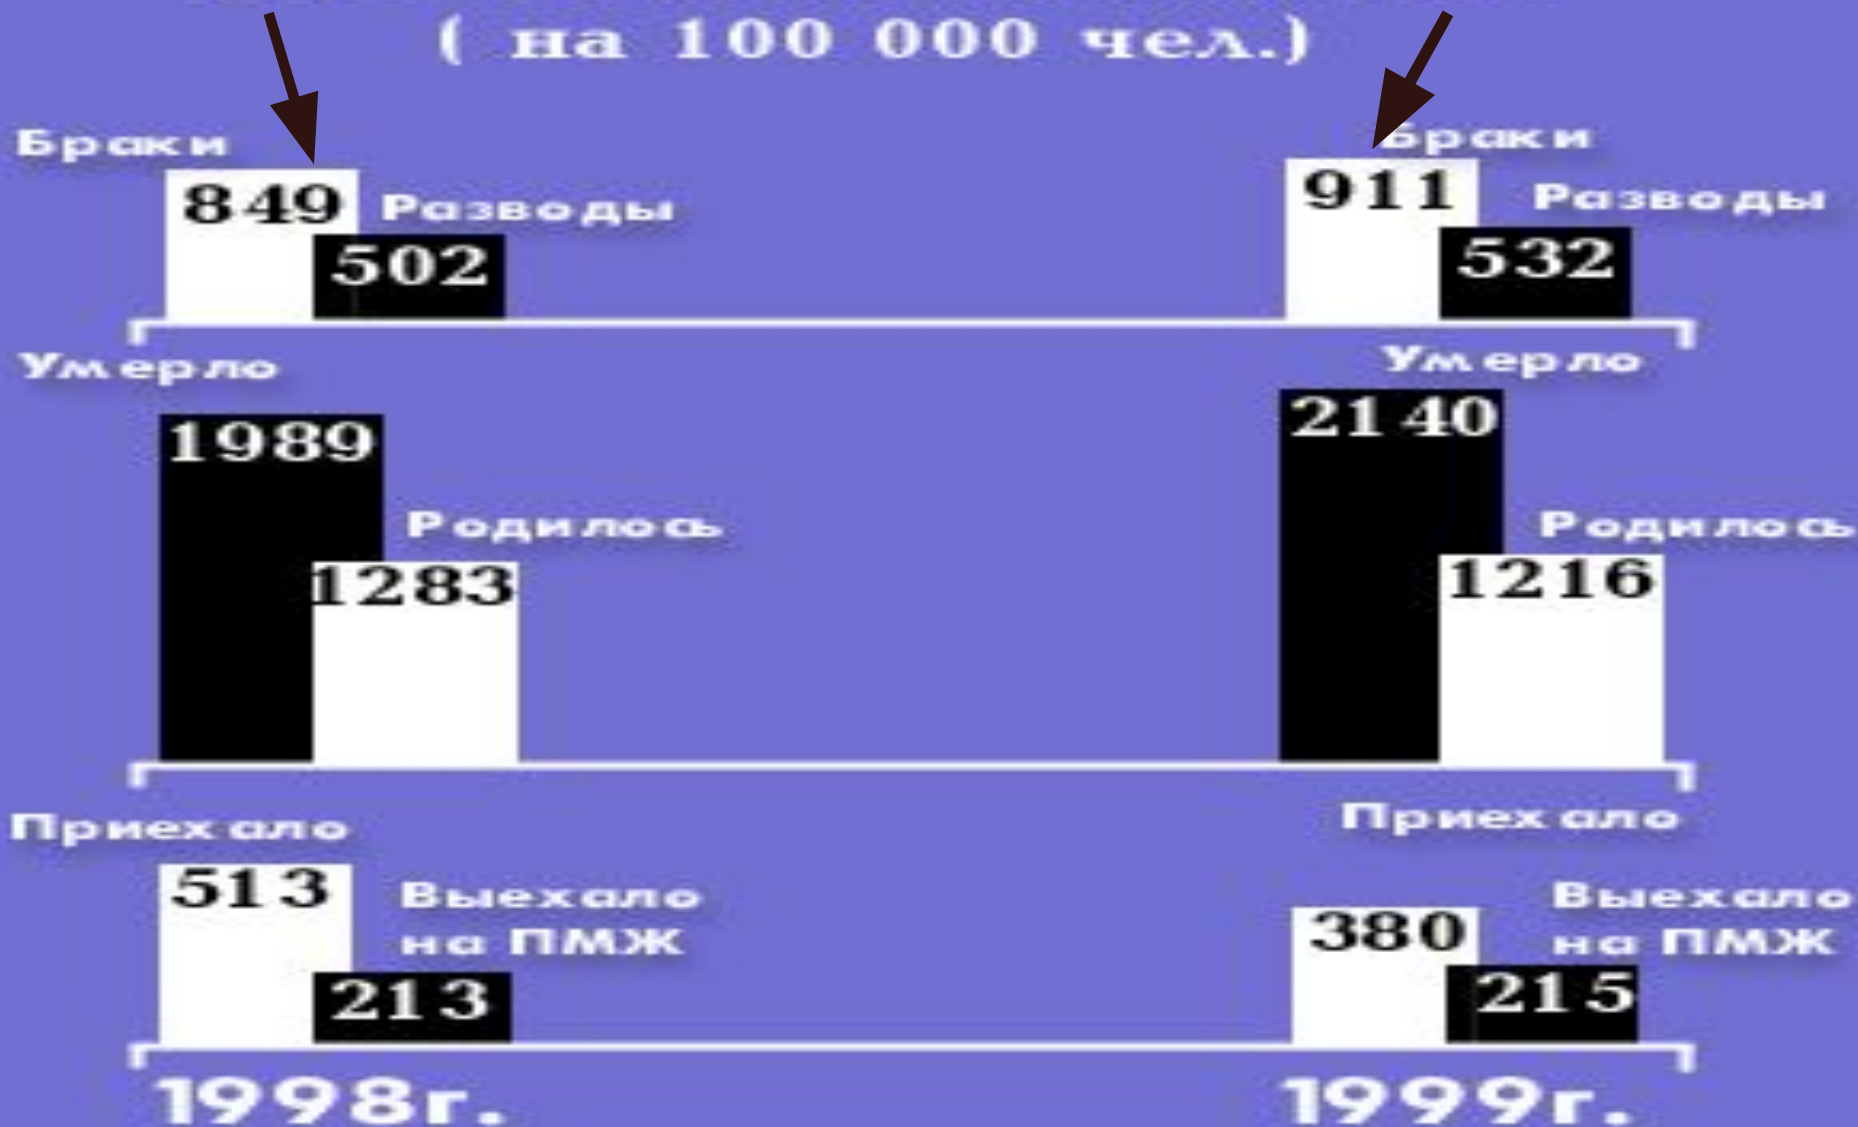 ( на 100 000 чел.)
Браки
849
Разводы
502
Браки
911
Разводы
532
Умерло
1989
Родилось
1283
Умерло
2140
Родилось
1216
Приехало
513
Выехало
на ПМЖ
213
Приехало
380
Выехало
на ПМЖ
215
1998г.
1999г.